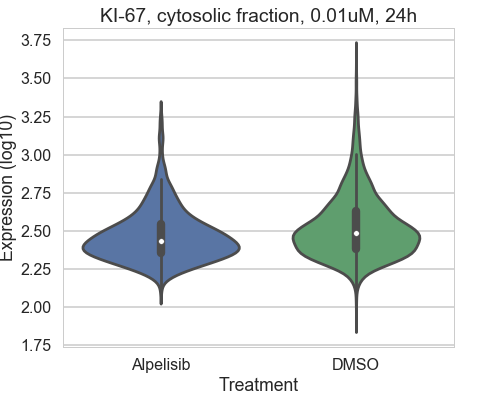 KI-67, cytosolic fraction, 0.01uM, 24h
3.75
3.50
3.25
3.00
2.75
2.50
2.25
2.00
1.75
Expression (log10)
Alpelisib DMSO
Treatment